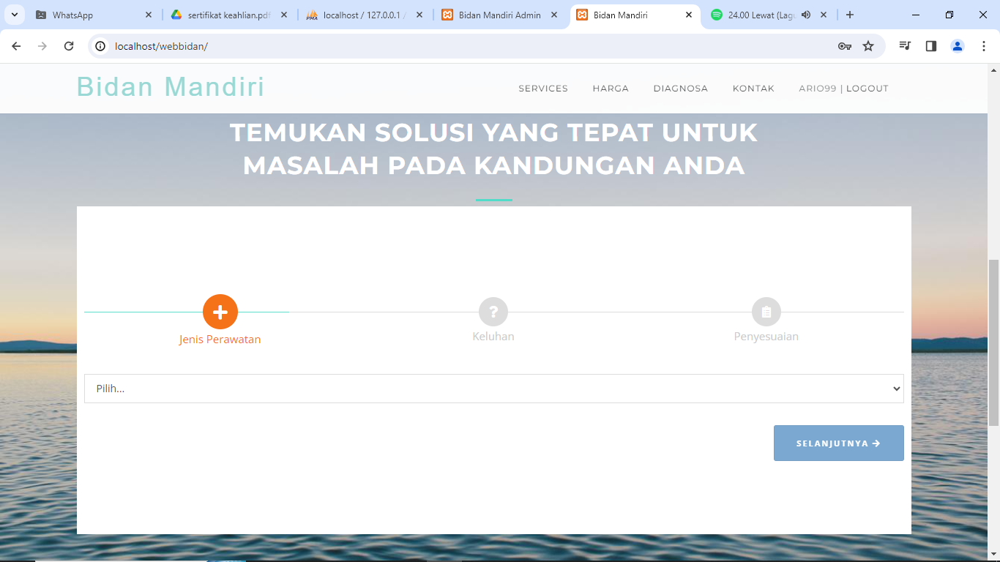 WhatsApp
sertifikat keahlian.pdf
localhost / 127.0.0.1 /
Bidan Mandiri Admin
Bidan Mandiri
24.00 Lewat (Lagu
localhost/webbidan/
Bidan Mandiri
SERVICES
HARGA
DIAGNOSA
KONTAK
ARIO99 | LOGOUT
TEMUKAN SOLUSI YANG TEPAT UNTUK
MASALAH PADA KANDUNGAN ANDA
Jenis Perawatan
Keluhan
Penyesuaian
Pilih...
SELANJUTNYA